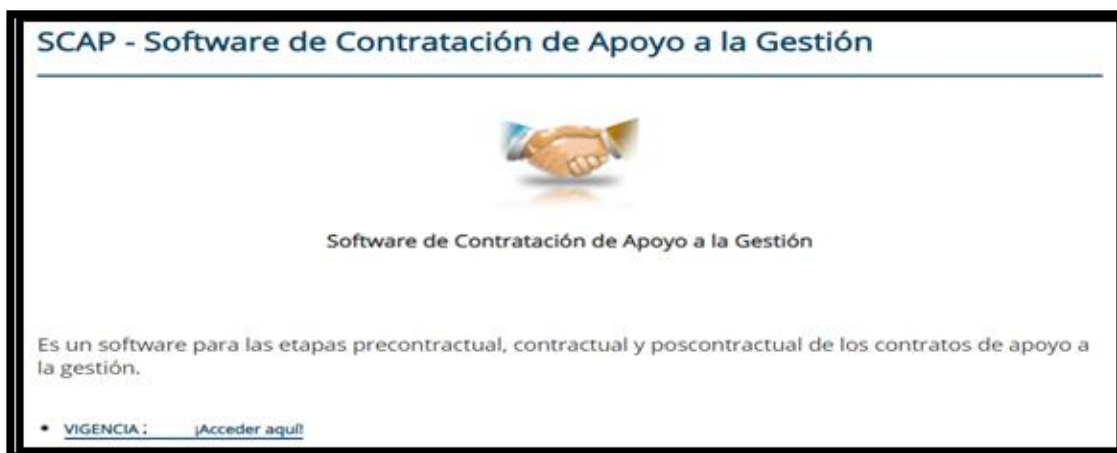 SCAP - Software de Contratación de Apoyo a la Gestión
Software de Contratación de Apoyo a la Gestión
Es un software para las etapas precontractual, contractual y poscontractual de los contratos de apoyo a
la gestión.
• VIGENCIA : ¡Acceder aquí!